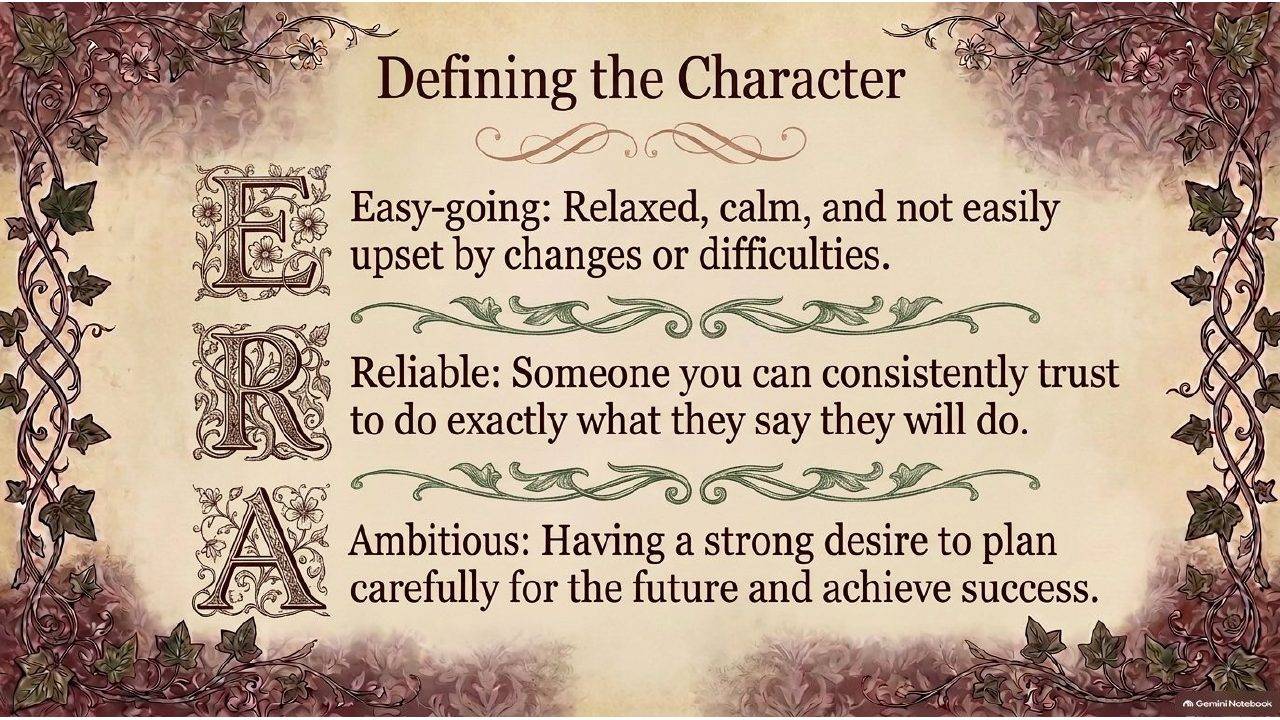 Defining the Character
E
Easy-going: Relaxed, calm, and not easily
upset by changes or difficulties.
R
Reliable: Someone you can consistently trust
to do exactly what they say they will do.
A
Ambitious: Having a strong desire to plan
carefully for the future and achieve success.
Gemini Notebook